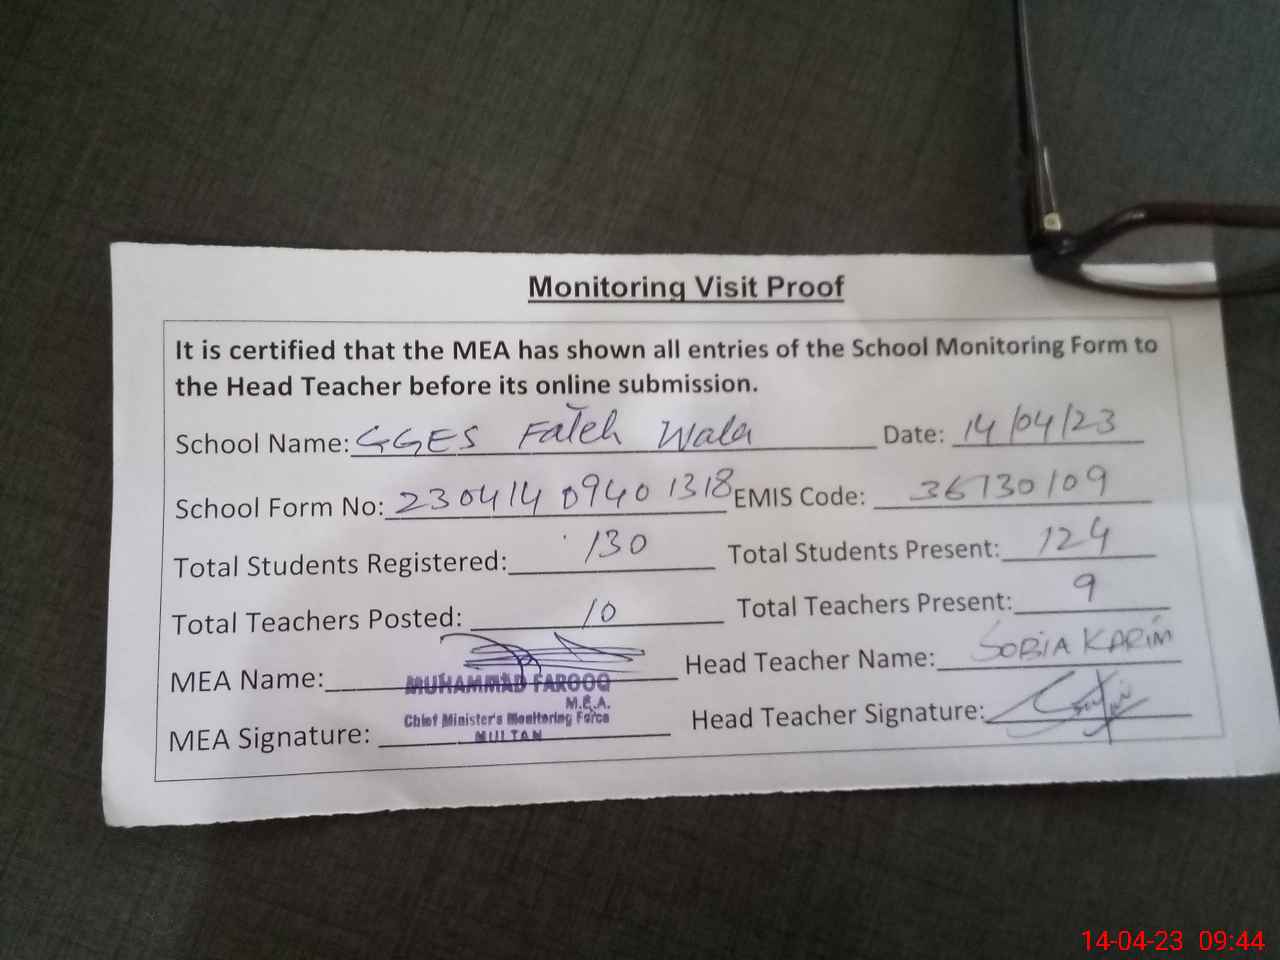 Monitoring Visit Proof
It is certified that the MEA has shown all entries of the School Monitoring Form to
the Head Teacher before its online submission.
School Name: GGES Fateh Wala Date: 14/04/23
School Form No: 230414 0940 1318 EMIS Code: 36130109
Total Students Registered: 130 Total Students Present: 124
Total Teachers Posted: 10 Total Teachers Present: 9
MEA Name: MUHAMMAD FAROOQ Head Teacher Name: SOBIA KARIM
M.E.A.
Chief Minister's Monitoring Force
MEA Signature: MULTAN Head Teacher Signature:
14-04-23 09:44